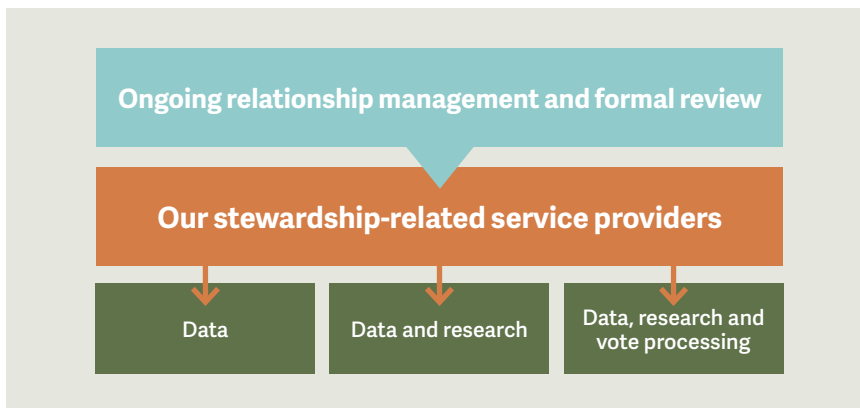 Ongoing relationship management and formal review
Our stewardship-related service providers
Data
Data and research
Data, research and
vote processing